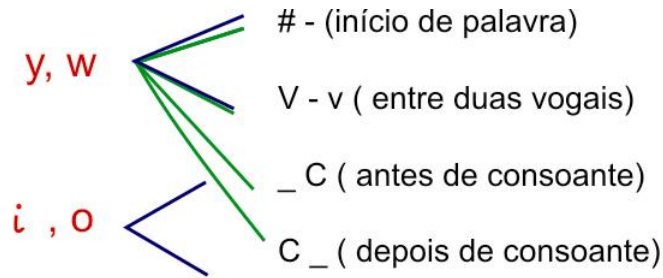 # - (início de palavra)
y, w
V - v ( entre duas vogais)
_ C ( antes de consoante)
i , o
C _ ( depois de consoante)